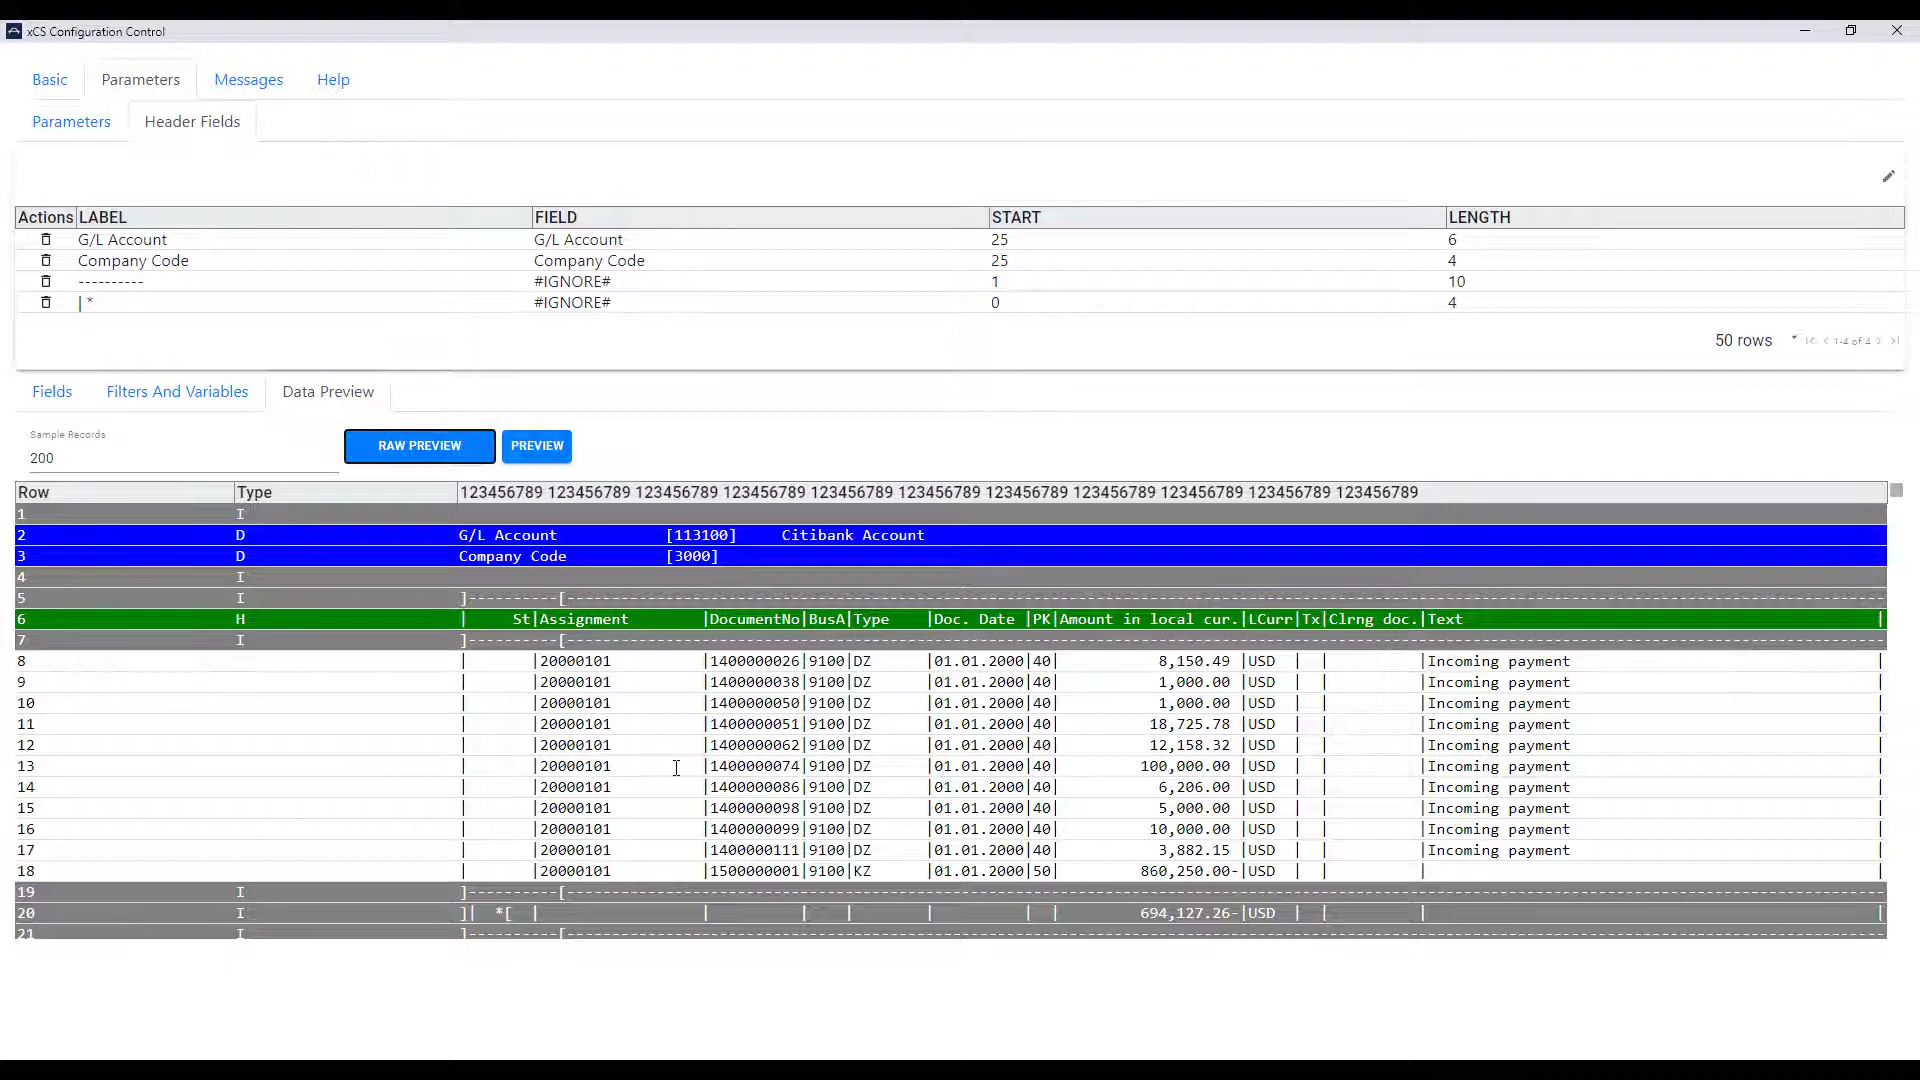 xCS Configuration Control
Basic Parameters Messages Help
Parameters Header Fields
Actions LABEL FIELD START LENGTH
G/L Account G/L Account 25 6
Company Code Company Code 25 4
---------- #IGNORE# 1 10
| * #IGNORE# 0 4
50 rows 1-4 of 4
Fields Filters And Variables Data Preview
Sample Records
200
RAW PREVIEW PREVIEW
Row Type 123456789 123456789 123456789 123456789 123456789 123456789 123456789 123456789 123456789 123456789 123456789
1 I
2 D G/L Account [113100] Citibank Account
3 D Company Code [3000]
4 I
5 I ]----------[----------
6 H | St|Assignment |DocumentNo|BusA|Type |Doc. Date |PK|Amount in local cur.|LCurr|Tx|Clrng doc.|Text |
7 I ]----------[----------
8 | |20000101 |1400000026|9100|DZ |01.01.2000|40| 8,150.49 |USD | | |Incoming payment |
9 | |20000101 |1400000038|9100|DZ |01.01.2000|40| 1,000.00 |USD | | |Incoming payment |
10 | |20000101 |1400000050|9100|DZ |01.01.2000|40| 1,000.00 |USD | | |Incoming payment |
11 | |20000101 |1400000051|9100|DZ |01.01.2000|40| 18,725.78 |USD | | |Incoming payment |
12 | |20000101 |1400000062|9100|DZ |01.01.2000|40| 12,158.32 |USD | | |Incoming payment |
13 | |20000101 |1400000074|9100|DZ |01.01.2000|40| 100,000.00 |USD | | |Incoming payment |
14 | |20000101 |1400000086|9100|DZ |01.01.2000|40| 6,206.00 |USD | | |Incoming payment |
15 | |20000101 |1400000098|9100|DZ |01.01.2000|40| 5,000.00 |USD | | |Incoming payment |
16 | |20000101 |1400000099|9100|DZ |01.01.2000|40| 10,000.00 |USD | | |Incoming payment |
17 | |20000101 |1400000111|9100|DZ |01.01.2000|40| 3,882.15 |USD | | |Incoming payment |
18 | |20000101 |1500000001|9100|KZ |01.01.2000|50| 860,250.00-|USD | | | |
19 I ]----------[----------
20 I ]| *[ | | | | | | | 694,127.26-|USD | | | |
21 I ]----------[----------